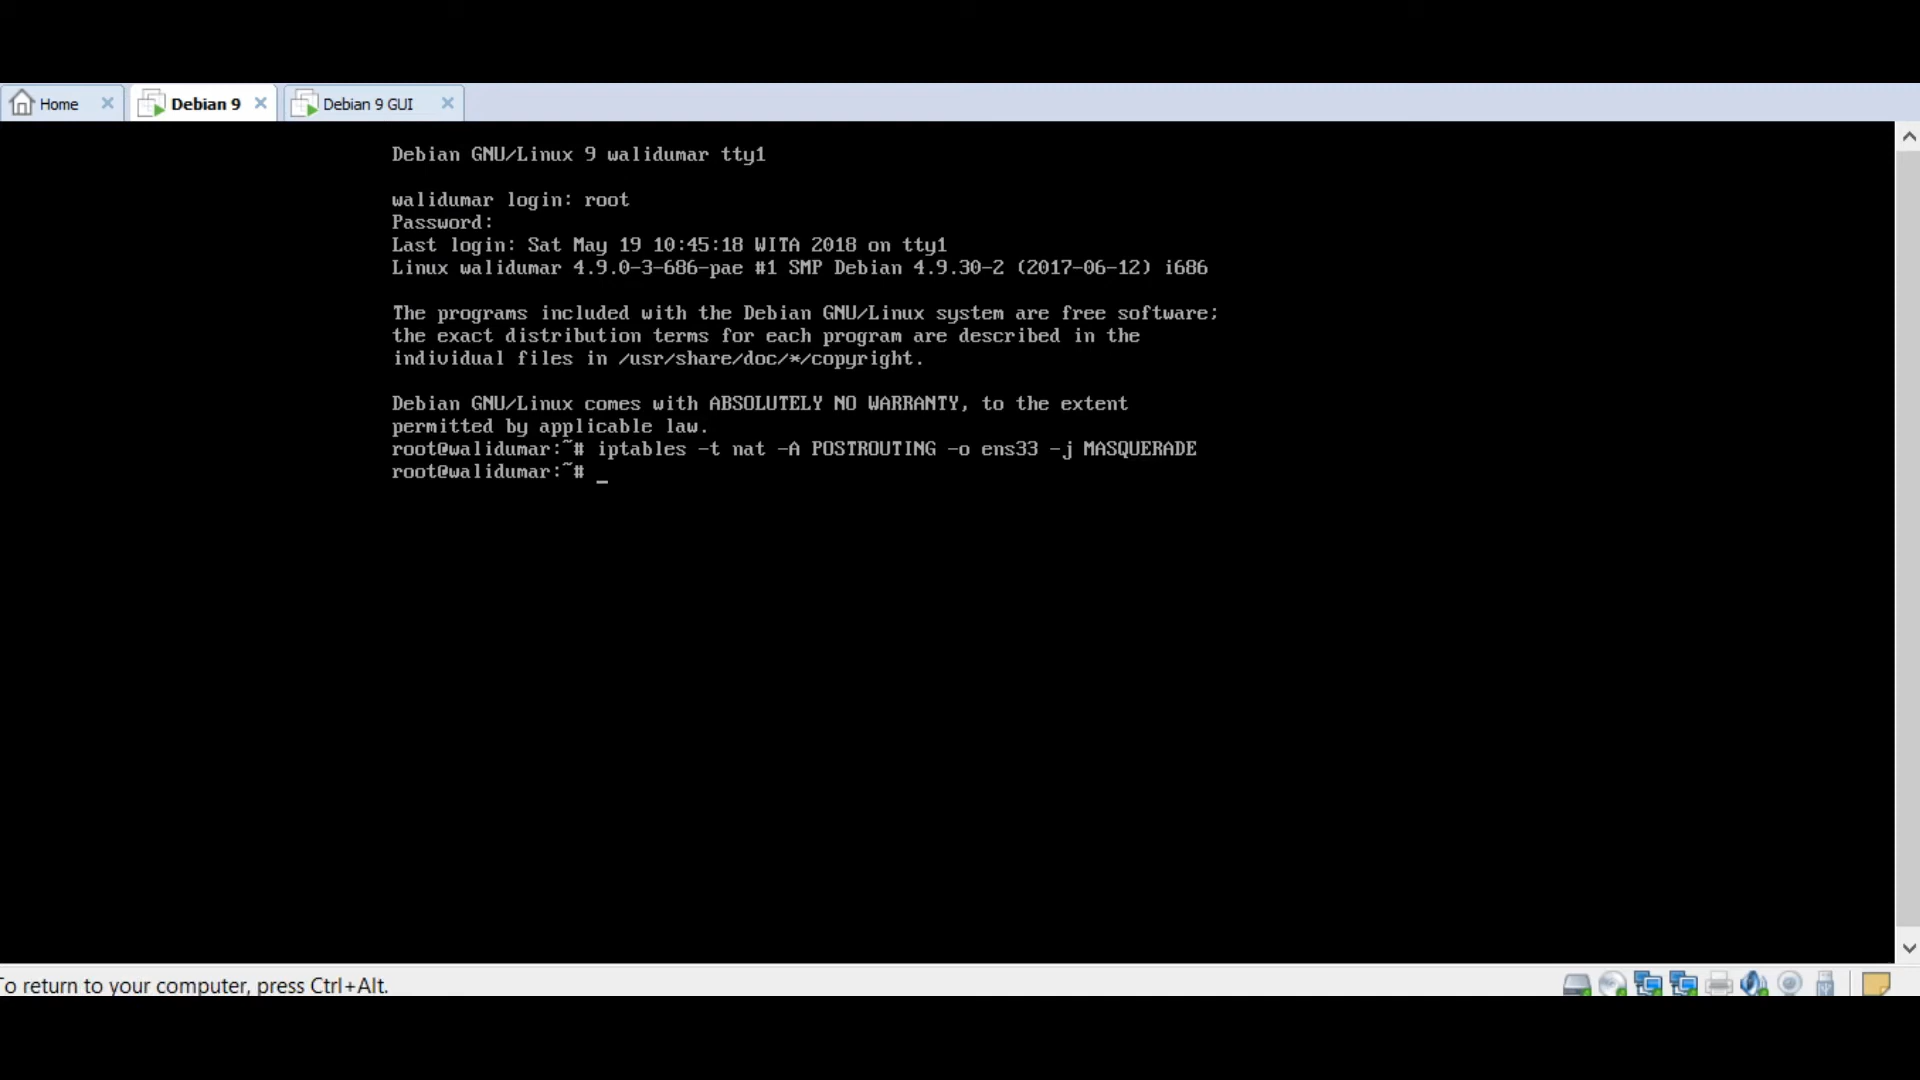 Home
Debian 9
Debian 9 GUI
Debian GNU/Linux 9 walidumar tty1
walidumar login: root
Password:
Last login: Sat May 19 10:45:18 WITA 2018 on tty1
Linux walidumar 4.9.0-3-686-pae #1 SMP Debian 4.9.30-2 (2017-06-12) i686
The programs included with the Debian GNU/Linux system are free software;
the exact distribution terms for each program are described in the
individual files in /usr/share/doc/*/copyright.
Debian GNU/Linux comes with ABSOLUTELY NO WARRANTY, to the extent
permitted by applicable law.
root@walidumar:~# iptables -t nat -A POSTROUTING -o ens33 -j MASQUERADE
root@walidumar:~# _
To return to your computer, press Ctrl+Alt.